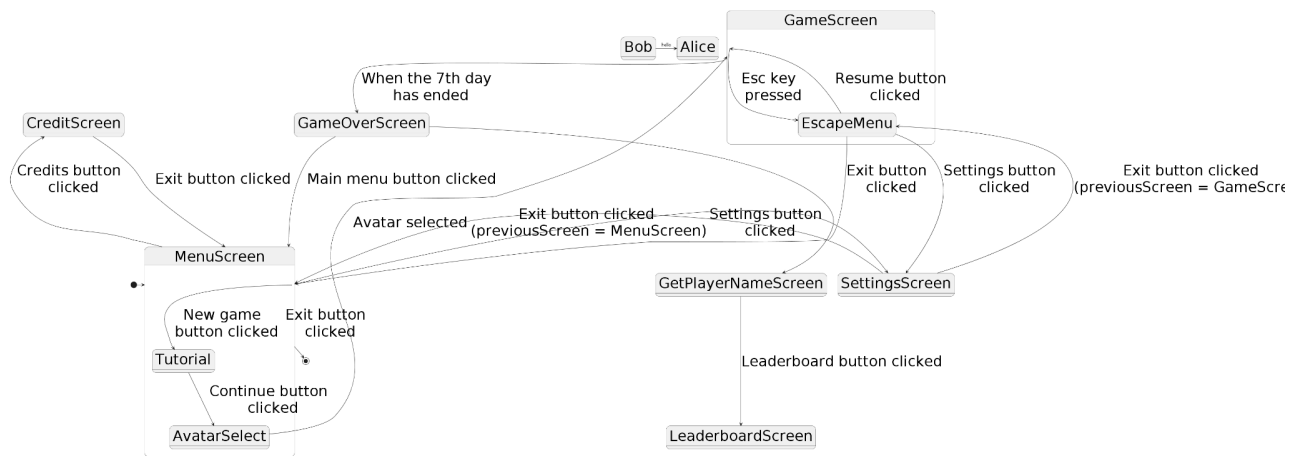 GameScreen
Bob
hello
Alice
When the 7th day
has ended
Esc key
pressed
Resume button
clicked
CreditScreen
GameOverScreen
EscapeMenu
Credits button
clicked
Exit button clicked
Main menu button clicked
Exit button
clicked
Settings button
clicked
Exit button clicked
(previousScreen = GameScre
Avatar selected
Exit button clicked
(previousScreen = MenuScreen)
Settings button
clicked
MenuScreen
GetPlayerNameScreen
SettingsScreen
New game
button clicked
Exit button
clicked
Tutorial
Leaderboard button clicked
Continue button
clicked
AvatarSelect
LeaderboardScreen